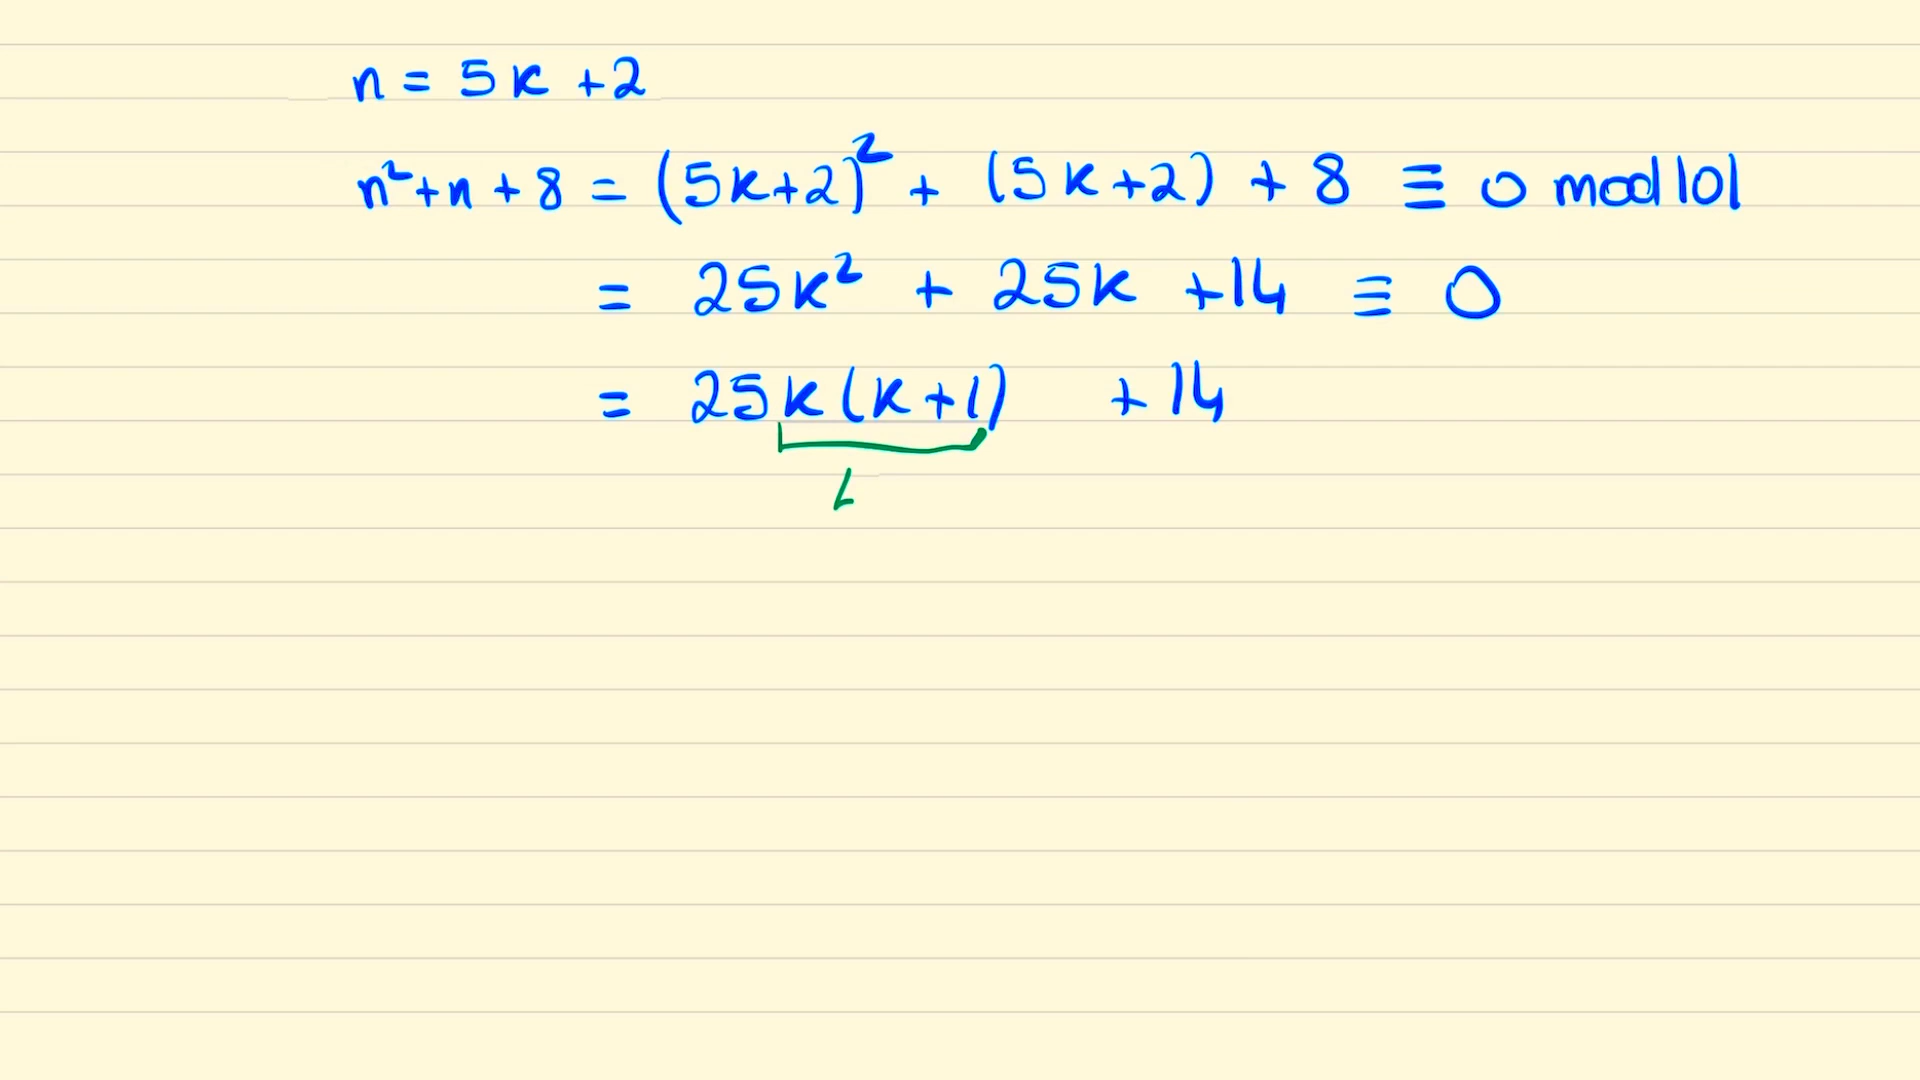 n = 5k + 2
n² + n + 8 = (5k+2)² + (5k+2) + 8 ≡ 0 mod 101
= 25k² + 25k + 14 ≡ 0
= 25k(k+1) + 14